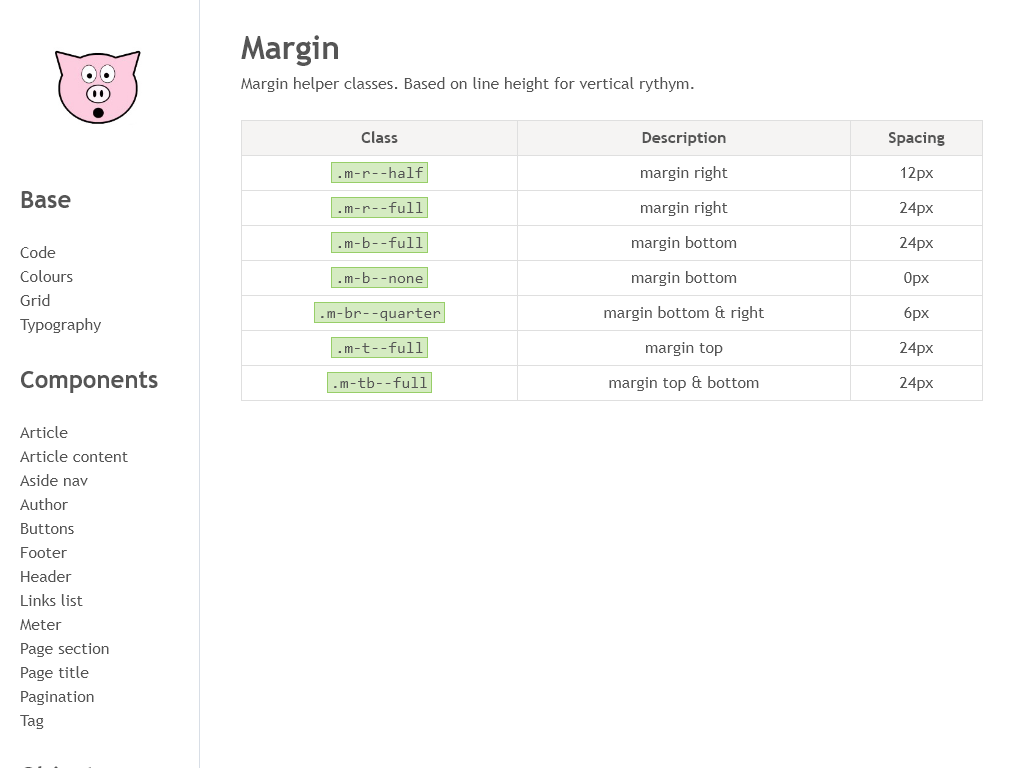 Base
Code
Colours
Grid
Typography
Components
Article
Article content
Aside nav
Author
Buttons
Footer
Header
Links list
Meter
Page section
Page title
Pagination
Tag
Margin
Margin helper classes. Based on line height for vertical rythym.
Class Description Spacing
.m-r--half margin right 12px
.m-r--full margin right 24px
.m-b--full margin bottom 24px
.m-b--none margin bottom 0px
.m-br--quarter margin bottom & right 6px
.m-t--full margin top 24px
.m-tb--full margin top & bottom 24px